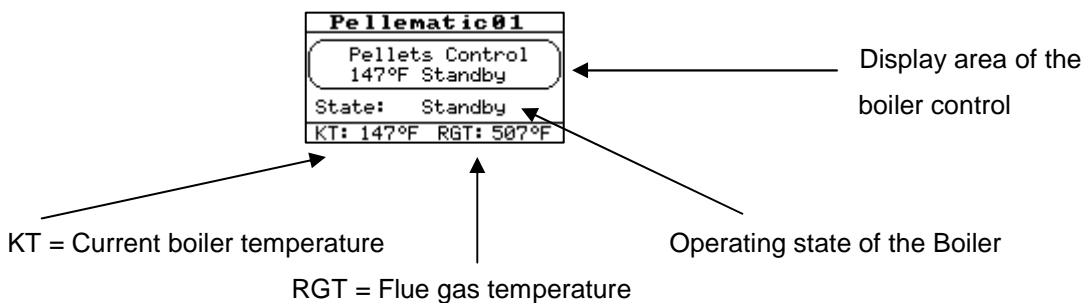 Pellematic01
Pellets Control
147°F Standby
State: Standby
KT: 147°F RGT: 507°F
Display area of the
boiler control
KT = Current boiler temperature
Operating state of the Boiler
RGT = Flue gas temperature